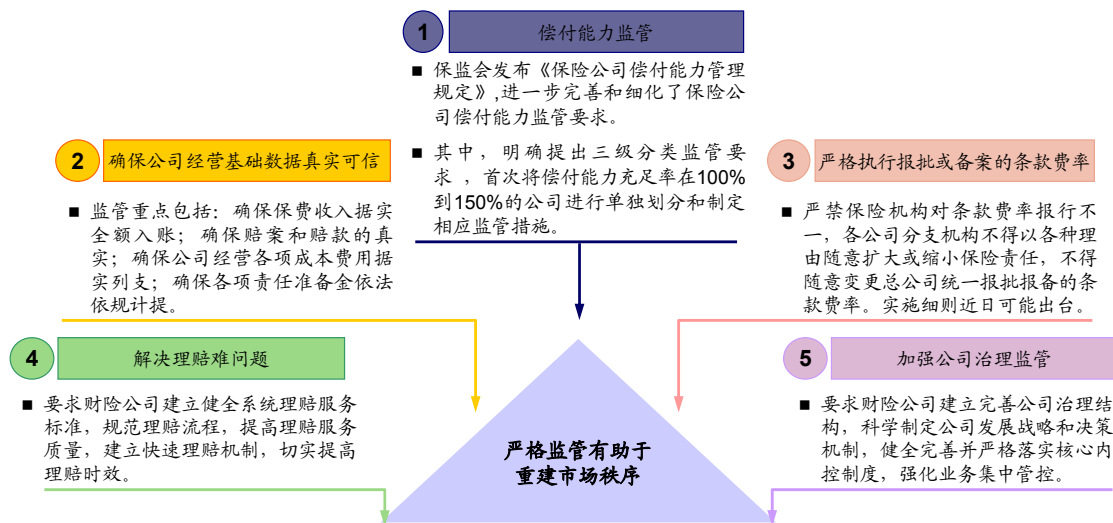 1
偿付能力监管
■ 保监会发布《保险公司偿付能力管理
规定》,进一步完善和细化了保险公
司偿付能力监管要求。
■ 其中，明确提出三级分类监管要
求 ，首次将偿付能力充足率在100%
到150%的公司进行单独划分和制定
相应监管措施。
2
确保公司经营基础数据真实可信
■ 监管重点包括：确保保费收入据实
全额入账；确保赔案和赔款的真
实；确保公司经营各项成本费用据
实列支；确保各项责任准备金依法
依规计提。
3
严格执行报批或备案的条款费率
■ 严禁保险机构对条款费率报行不
一，各公司分支机构不得以各种理
由随意扩大或缩小保险责任，不得
随意变更总公司统一报批报备的条
款费率。实施细则近日可能出台。
4
解决理赔难问题
■ 要求财险公司建立健全系统理赔服务
标准，规范理赔流程，提高理赔服务
质量，建立快速理赔机制，切实提高
理赔时效。
5
加强公司治理监管
■ 要求财险公司建立完善公司治理结
构，科学制定公司发展战略和决策
机制，健全完善并严格落实核心内
控制度，强化业务集中管控。
严格监管有助于
重建市场秩序